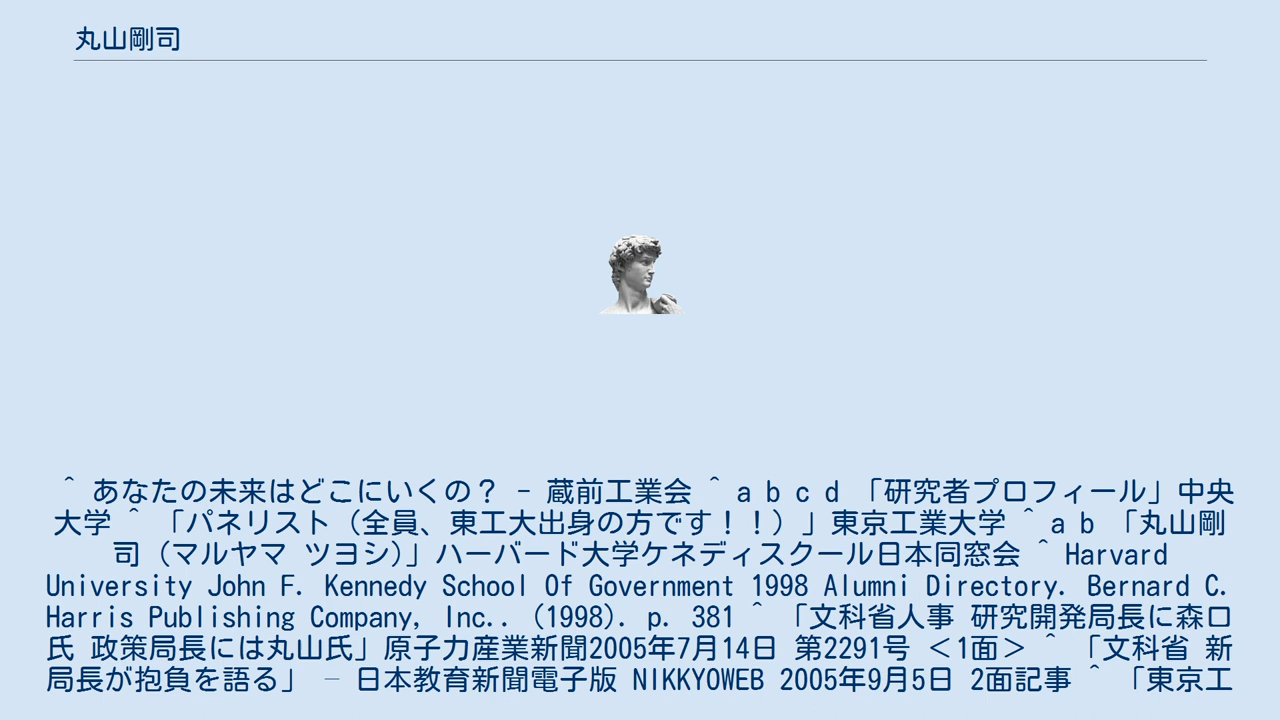 丸山剛司
＾ あなたの未来はどこにいくの？ - 蔵前工業会 ＾ a b c d 「研究者プロフィール」中央
大学 ＾ 「パネリスト（全員、東工大出身の方です！！）」東京工業大学 ＾ a b 「丸山剛
司（マルヤマ ツヨシ）」ハーバード大学ケネディスクール日本同窓会 ＾ Harvard
University John F. Kennedy School Of Government 1998 Alumni Directory. Bernard C.
Harris Publishing Company, Inc.. (1998). p. 381 ＾ 「文科省人事 研究開発局長に森口
氏 政策局長には丸山氏」原子力産業新聞2005年7月14日 第2291号 ＜1面＞ ＾ 「文科省 新
局長が抱負を語る」 – 日本教育新聞電子版 NIKKYOWEB 2005年9月5日 2面記事 ＾ 「東京工